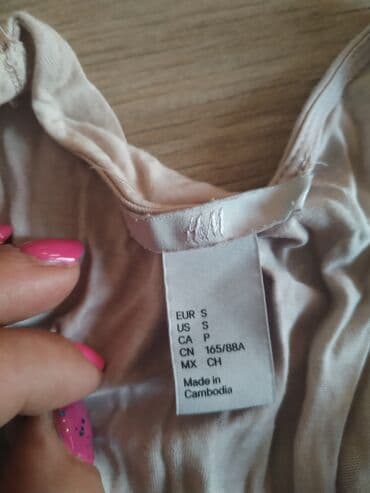 H&M
EUR S
US S
CA P
CN 165/88A
MX CH
Made in
Cambodia